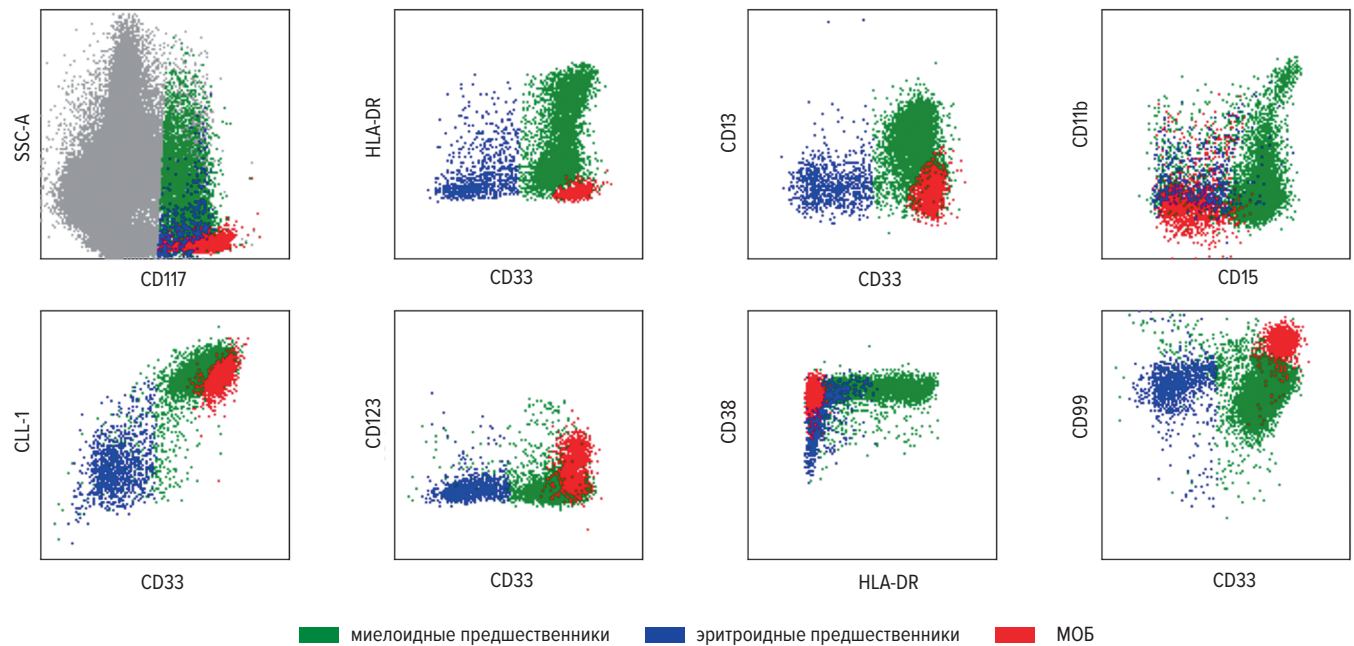 SSC-A
CD117
HLA-DR
CD33
CD13
CD33
CD11b
CD15
CLL-1
CD33
CD123
CD33
CD38
HLA-DR
CD99
CD33
миелоидные предшественники
эритроидные предшественники
МОБ